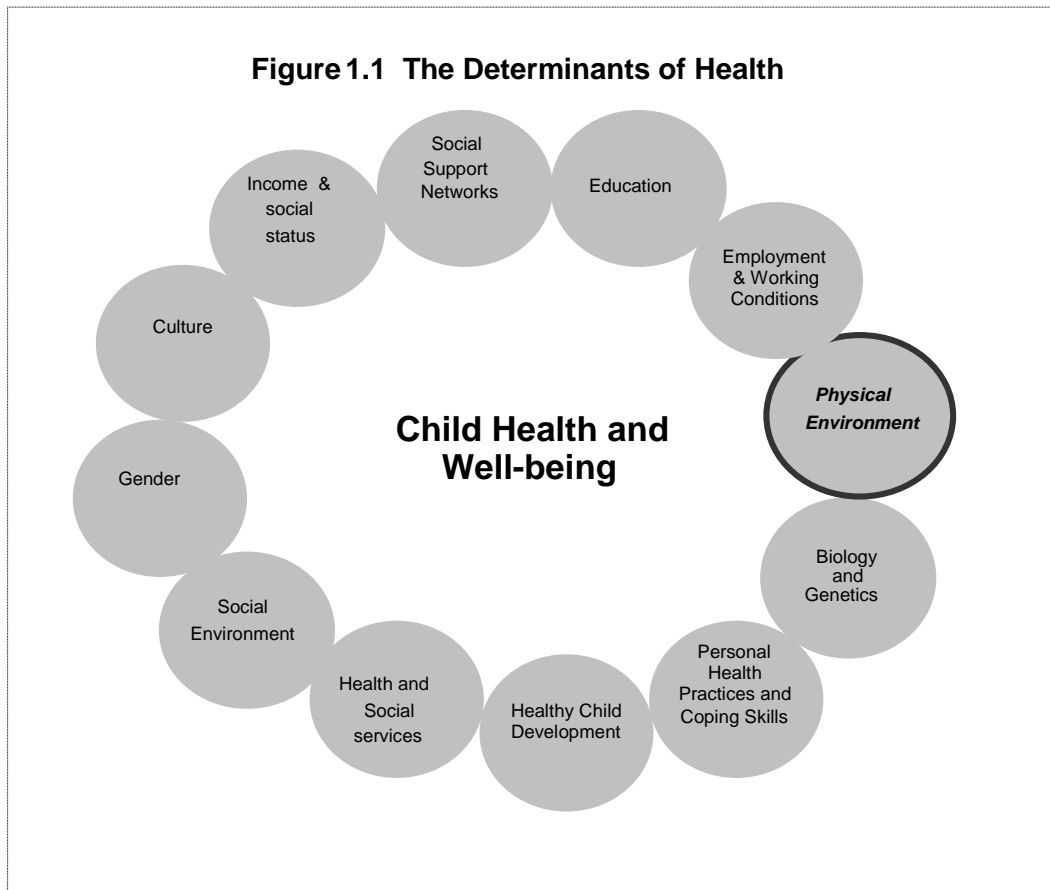 Figure 1.1 The Determinants of Health
Social
Support
Networks
Education
Income &
social
status
Employment
& Working
Conditions
Culture
Physical
Environment
Child Health and
Well-being
Gender
Biology
and
Genetics
Social
Environment
Personal
Health
Practices and
Coping Skills
Health and
Social
services
Healthy Child
Development